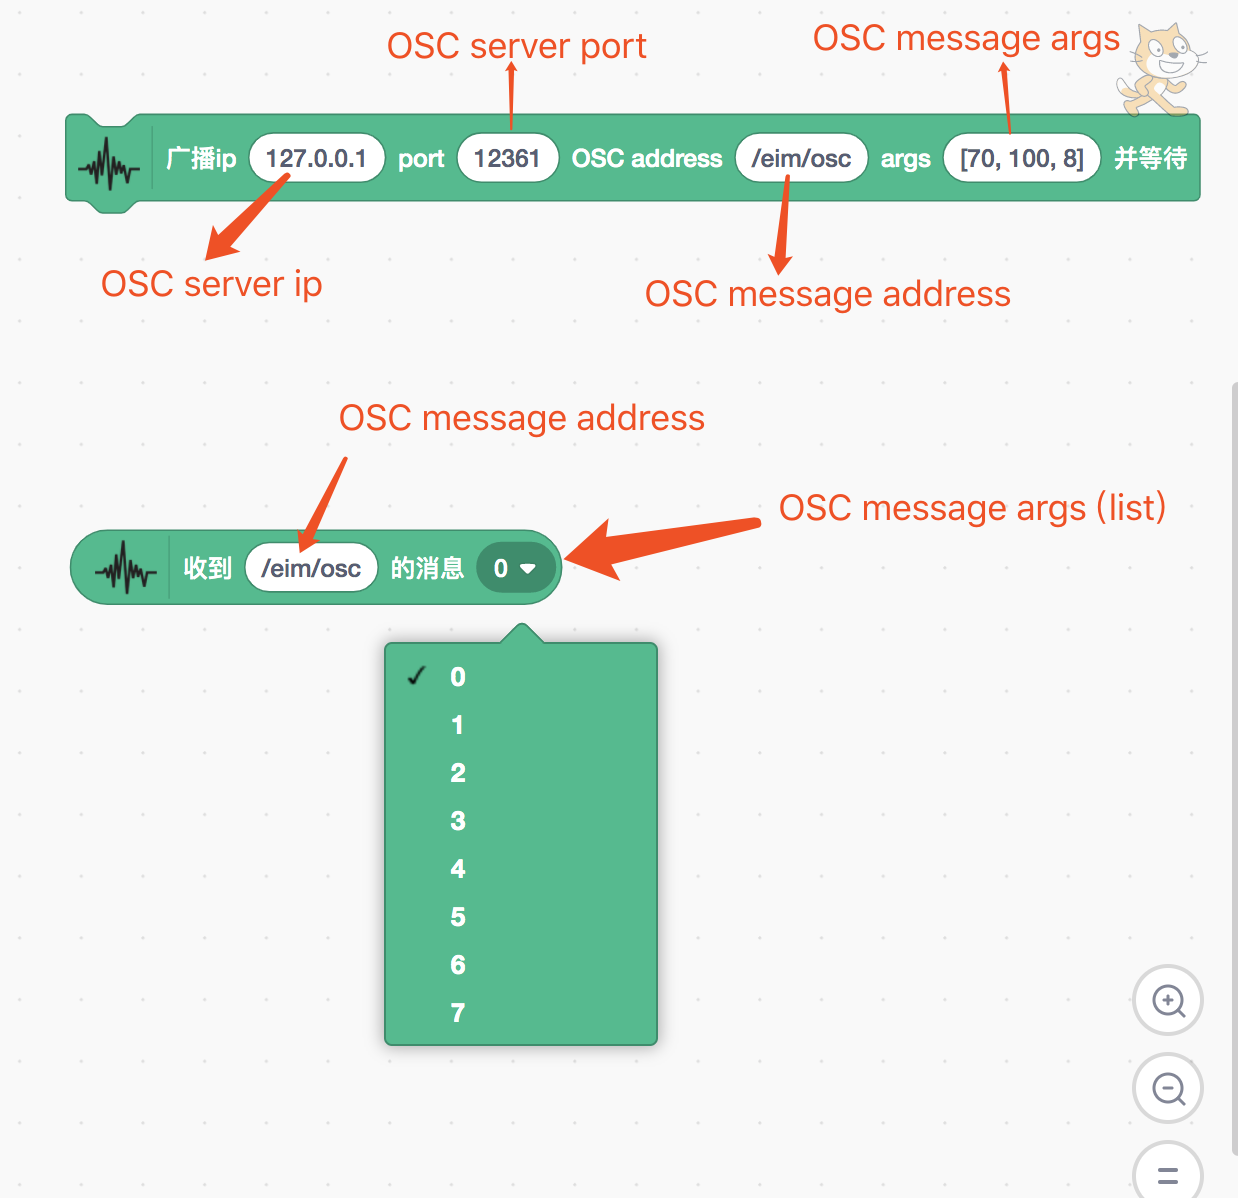 OSC server port
OSC message args
广播ip 127.0.0.1 port 12361 OSC address /eim/osc args [70, 100, 8] 并等待
OSC server ip
OSC message address
OSC message address
OSC message args (list)
收到 /eim/osc 的消息 0
0
1
2
3
4
5
6
7